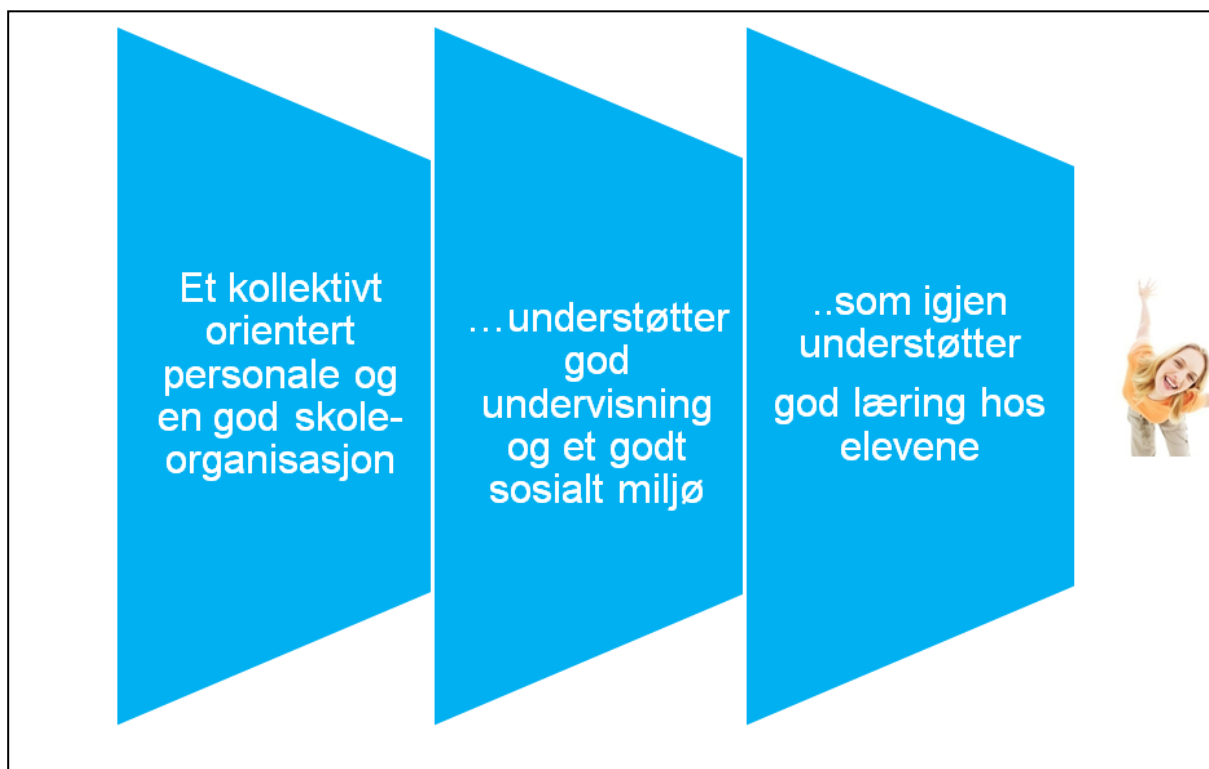 Et kollektivt
orientert
personale og
en god skole-
organisasjon
…understøtter
god
undervisning
og et godt
sosialt miljø
..som igjen
understøtter
god læring hos
elevene